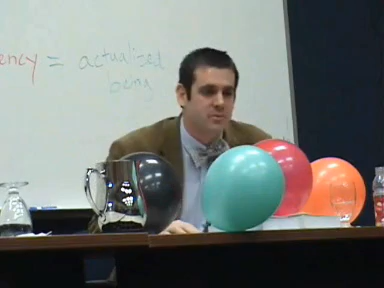 ency = actualized
being